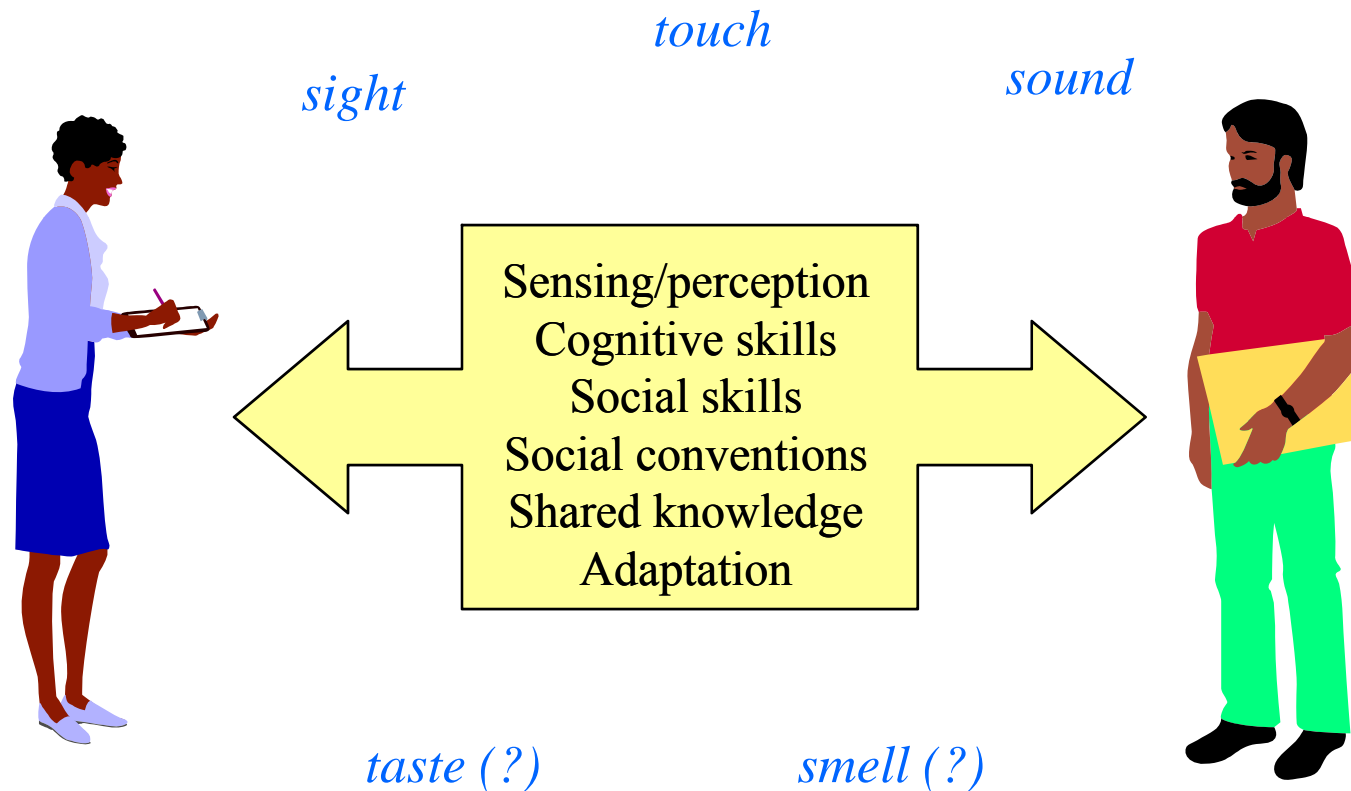 touch
sight
sound
Sensing/perception
Cognitive skills
Social skills
Social conventions
Shared knowledge
Adaptation
taste (?)
smell (?)